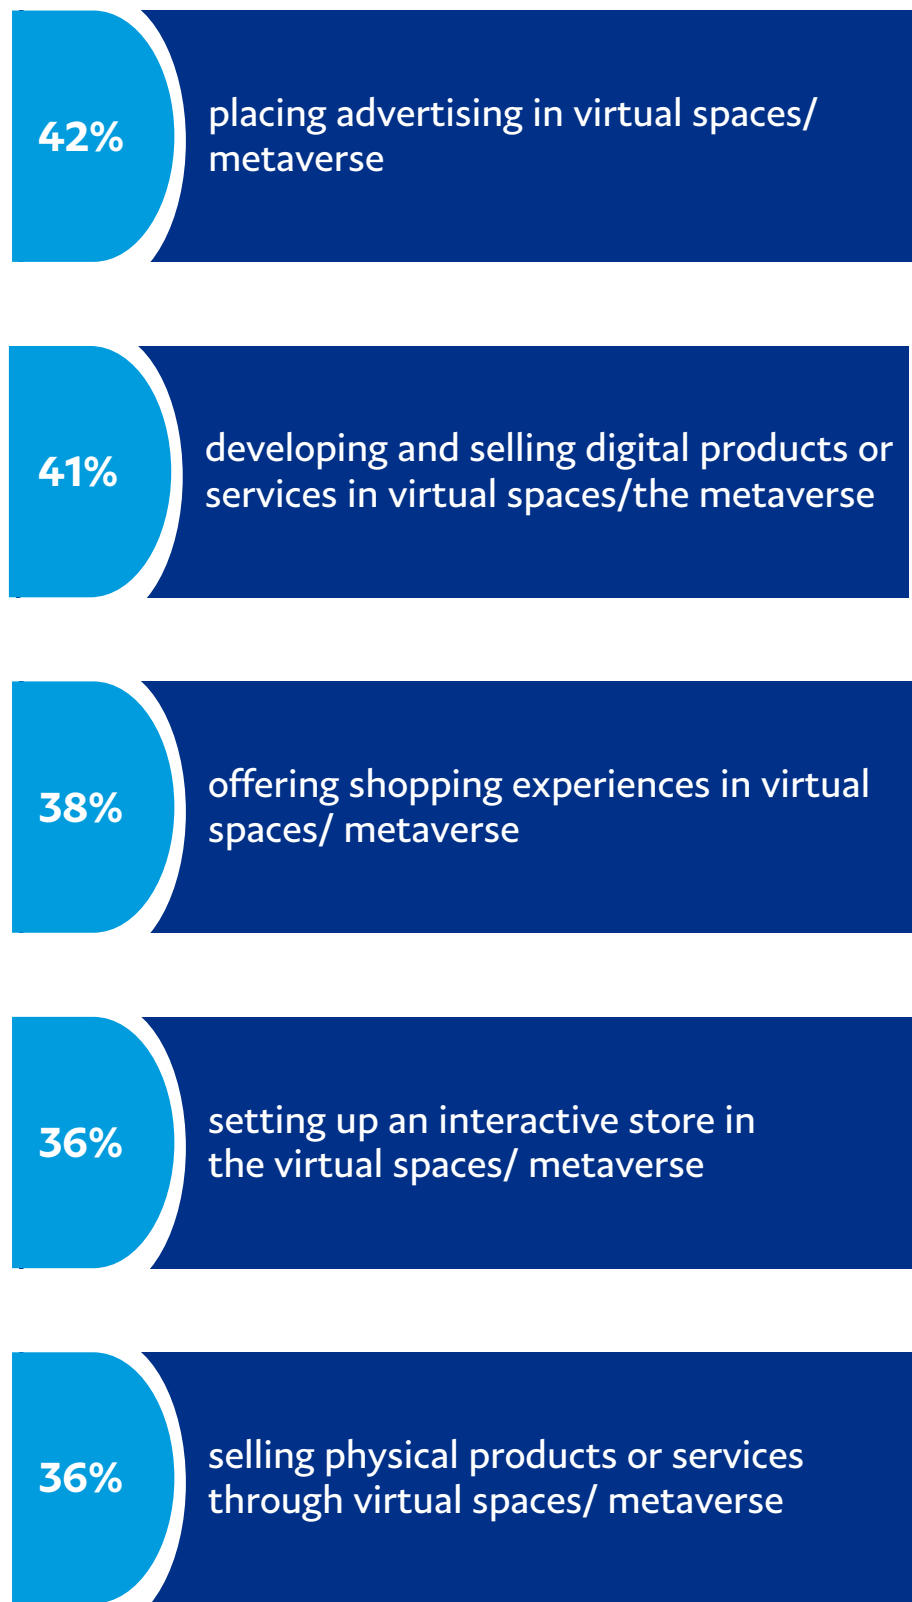 42%
placing advertising in virtual spaces/
metaverse
41%
developing and selling digital products or
services in virtual spaces/the metaverse
38%
offering shopping experiences in virtual
spaces/ metaverse
36%
setting up an interactive store in
the virtual spaces/ metaverse
36%
selling physical products or services
through virtual spaces/ metaverse